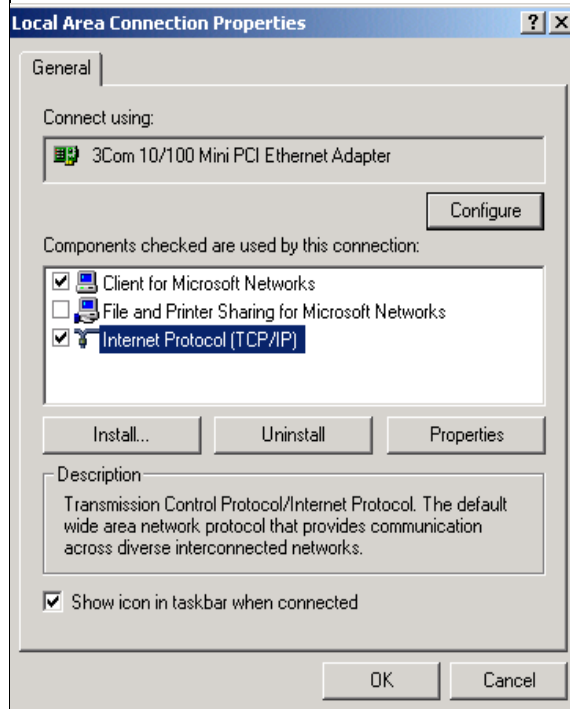 Local Area Connection Properties
General
Connect using:
3Com 10/100 Mini PCI Ethernet Adapter
Configure
Components checked are used by this connection:
Client for Microsoft Networks
File and Printer Sharing for Microsoft Networks
Internet Protocol (TCP/IP)
Install...
Uninstall
Properties
Description
Transmission Control Protocol/Internet Protocol. The default
wide area network protocol that provides communication
across diverse interconnected networks.
Show icon in taskbar when connected
OK
Cancel